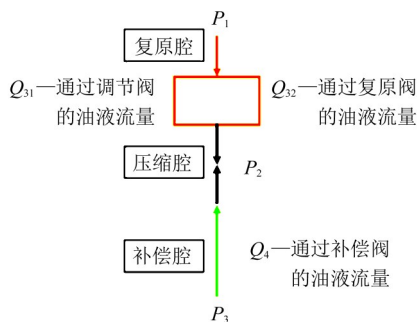 P₁
复原腔
Q₃₁—通过调节阀
的油液流量
Q₃₂—通过复原阀
的油液流量
压缩腔
P₂
补偿腔
Q₄—通过补偿阀
的油液流量
P₃